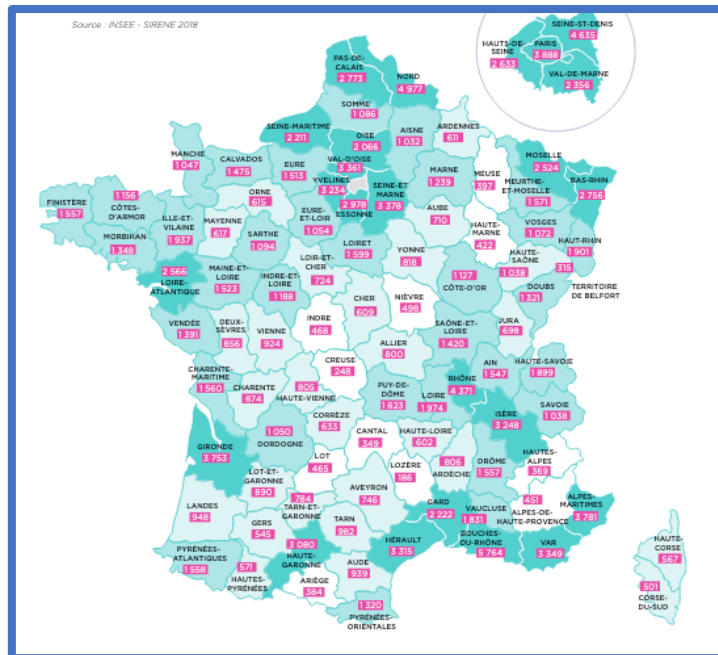 Source : INSEE - SIRENE 2018
SEINE-ST-DENIS
4 635
HAUTS-DE-
SEINE
2 633
PARIS
3 888
VAL-DE-MARNE
2 356
PAS-DE-
CALAIS
2 773
NORD
4 977
SOMME
1 086
SEINE-MARITIME
2 211
OISE
2 066
AISNE
1 032
ARDENNES
611
MANCHE
1 047
CALVADOS
1 475
EURE
1 513
VAL-D'OISE
3 361
YVELINES
3 234
2 978
ESSONNE
SEINE-ET
MARNE
3 378
MARNE
1 239
MEUSE
397
MOSELLE
2 524
MEURTHE-
ET-MOSELLE
1 571
BAS-RHIN
2 756
FINISTÈRE
1 557
1 156
CÔTES-
D'ARMOR
MORBIHAN
1 348
ILLE-ET-
VILAINE
1 937
MAYENNE
617
ORNE
615
SARTHE
1 094
EURE-
ET-LOIR
1 054
LOIRET
1 599
YONNE
818
AUBE
710
HAUTE-
MARNE
422
VOSGES
1 072
HAUT-RHIN
1 901
HAUTE-
SAÔNE
1 038
315
TERRITOIRE
DE BELFORT
2 566
LOIRE-
ATLANTIQUE
MAINE-ET-
LOIRE
1 523
INDRE-ET-
LOIRE
1 188
LOIR-ET
CHER
724
CHER
609
NIÈVRE
498
1 127
CÔTE-D'OR
DOUBS
1 321
JURA
698
VENDÉE
1 391
DEUX-
SÈVRES
856
VIENNE
924
INDRE
468
ALLIER
800
SAÔNE-ET-
LOIRE
1 420
CHARENTE-
MARITIME
1 560
CHARENTE
874
805
HAUTE-VIENNE
CREUSE
248
PUY-DE-
DÔME
1 623
LOIRE
1 974
RHÔNE
4 371
AIN
1 547
HAUTE-SAVOIE
1 899
SAVOIE
1 038
ISÈRE
3 248
GIRONDE
3 753
1 050
DORDOGNE
CORRÈZE
633
CANTAL
349
HAUTE-LOIRE
602
806
ARDÈCHE
DRÔME
1 557
HAUTES-
ALPES
369
LOT-ET-
GARONNE
890
LOT
465
LOZÈRE
186
AVEYRON
746
LANDES
948
784
TARN-ET-
GARONNE
GERS
545
TARN
982
GARD
2 222
VAUCLUSE
1 831
451
ALPES-DE-
HAUTE-PROVENCE
ALPES-
MARITIMES
3 781
PYRÉNÉES-
ATLANTIQUES
1 558
571
HAUTES-
PYRÉNÉES
3 080
HAUTE-
GARONNE
ARIÈGE
384
AUDE
939
HÉRAULT
3 315
BOUCHES-
DU-RHÔNE
5 764
VAR
3 349
1 320
PYRÉNÉES-
ORIENTALES
HAUTE-
CORSE
567
501
CORSE-
DU-SUD